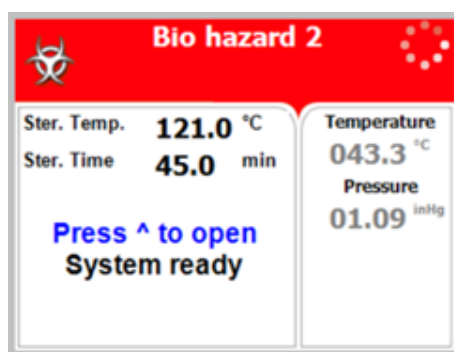 Bio hazard 2
Ster. Temp. 121.0 °C
Ster. Time 45.0 min
Press ^ to open
System ready
Temperature
043.3 °C
Pressure
01.09 inHg